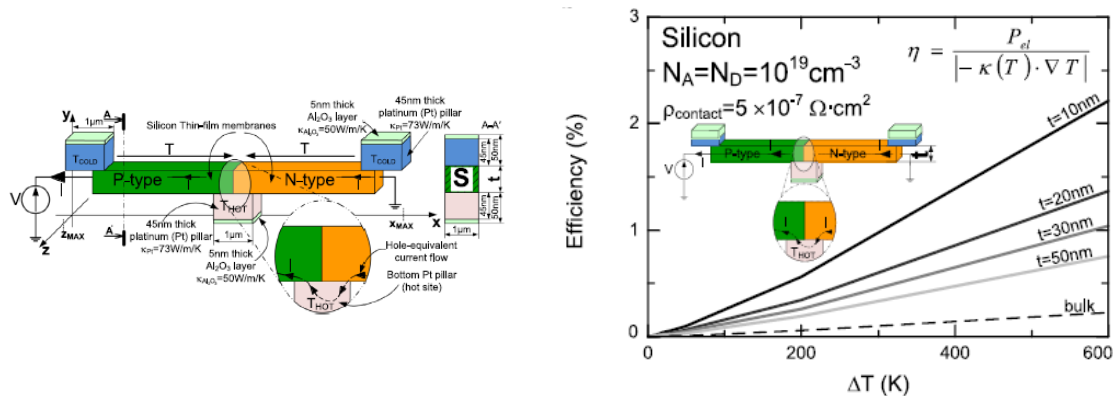 y
A
1μm
Silicon Thin-film membranes
5nm thick
Al₂O₃ layer
κAl₂O₃=50W/m/K
45nm thick
platinum (Pt) pillar
κPt=73W/m/K
A-A'
45nm
50nm
TCOLD
T
T
TCOLD
S
t
V
I
P-type
I
I
N-type
I
THOT
45nm
50nm
zMAX
xMAX
x
1μm
z
A
45nm thick
platinum (Pt) pillar
κPt=73W/m/K
1μm
5nm thick
Al₂O₃ layer
κAl₂O₃=50W/m/K
I
I
THOT
Hole-equivalent
current flow
Bottom Pt pillar
(hot site)
3
2
1
0
Efficiency (%)
Silicon
NA=ND=10¹⁹cm⁻³
ρcontact=5 ×10⁻⁷ Ω·cm²
η = Pel / |− κ(T)· ∇ T|
P-type
N-type
t
V
I
I
I
THOT
t=10nm
t=20nm
t=30nm
t=50nm
bulk
0
200
400
600
ΔT (K)